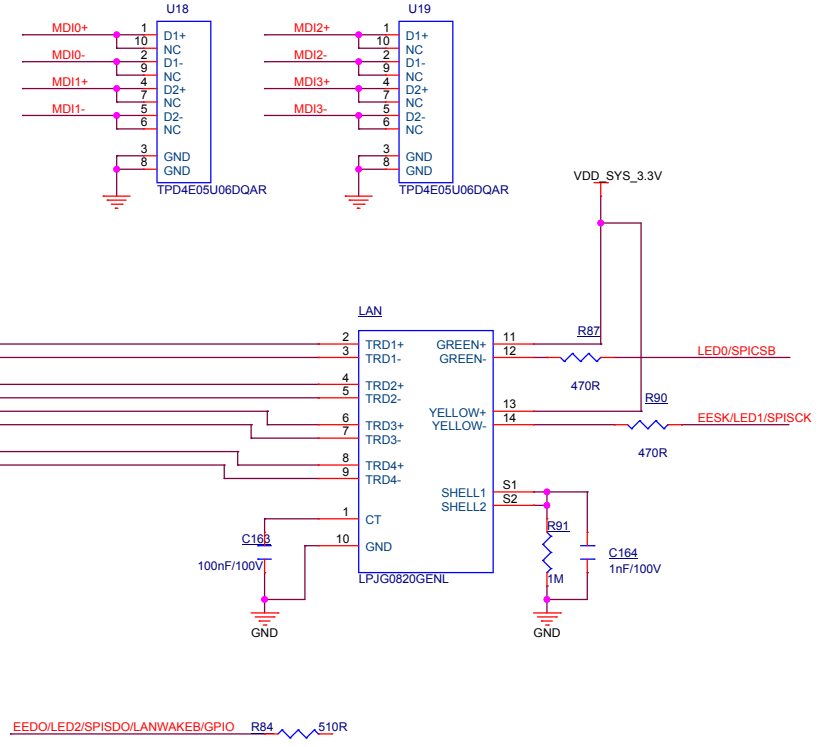 U18 U19
MDI0+ 1 D1+ MDI2+ 1 D1+
10 NC 10 NC
MDI0- 2 D1- MDI2- 2 D1-
9 NC 9 NC
MDI1+ 4 D2+ MDI3+ 4 D2+
7 NC 7 NC
MDI1- 5 D2- MDI3- 5 D2-
6 NC 6 NC
3 GND 3 GND
8 GND 8 GND
TPD4E05U06DQAR TPD4E05U06DQAR
VDD_SYS_3.3V
LAN
R87
2 TRD1+ GREEN+ 11
3 TRD1- GREEN- 12 LED0/SPICSB
470R
4 TRD2+
5 TRD2- R90
YELLOW+ 13
6 TRD3+ YELLOW- 14 EESK/LED1/SPISCK
7 TRD3-
470R
8 TRD4+
9 TRD4-
SHELL1 S1
SHELL2 S2
1 CT R91
C163 10 GND C164
100nF/100V 1nF/100V
LPJG0820GENL 1M
GND GND
EEDO/LED2/SPISDO/LANWAKEB/GPIO R84 510R